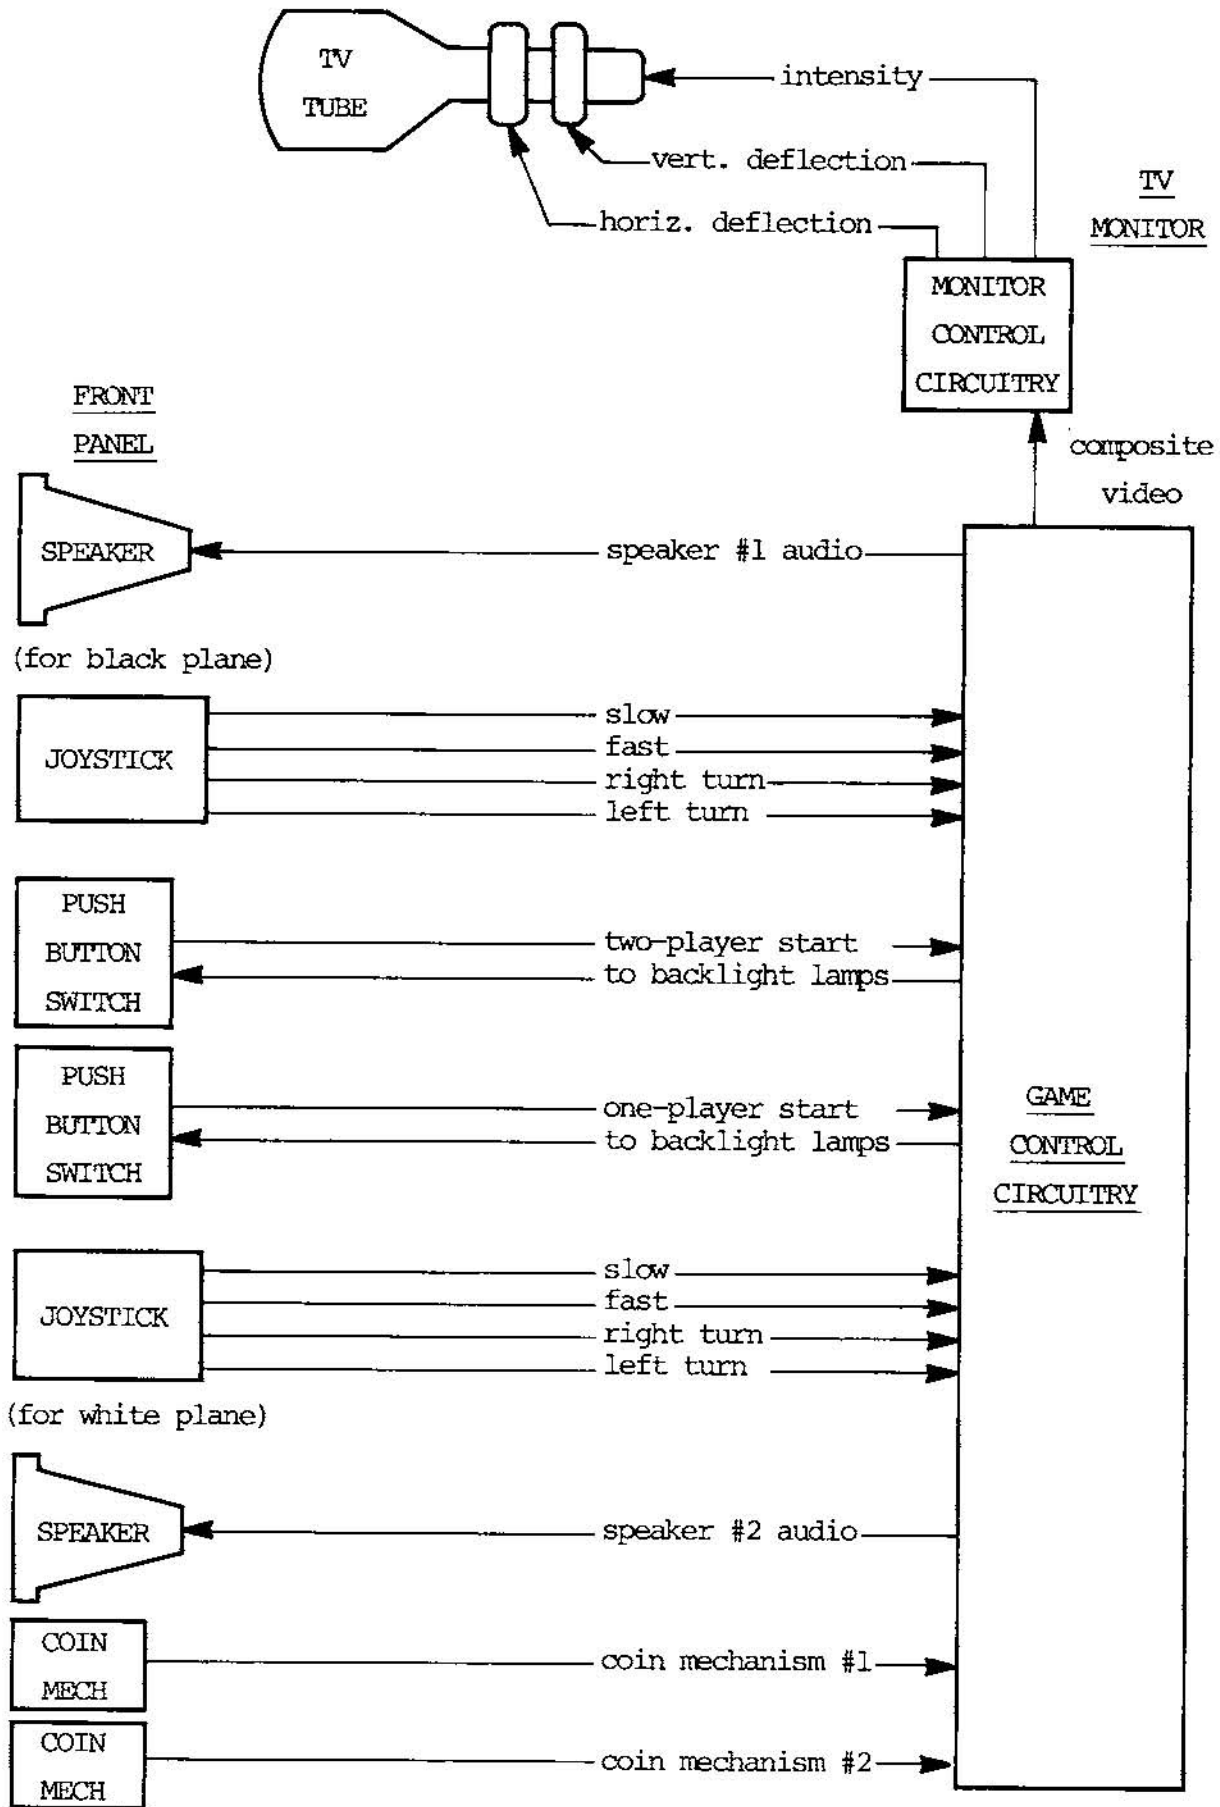 TV
TUBE
intensity
vert. deflection
horiz. deflection
TV
MONITOR
MONITOR
CONTROL
CIRCUITRY
composite
video
FRONT
PANEL
SPEAKER
speaker #1 audio
(for black plane)
JOYSTICK
slow
fast
right turn
left turn
PUSH
BUTTON
SWITCH
two-player start
to backlight lamps
PUSH
BUTTON
SWITCH
one-player start
to backlight lamps
GAME
CONTROL
CIRCUITRY
JOYSTICK
slow
fast
right turn
left turn
(for white plane)
SPEAKER
speaker #2 audio
COIN
MECH
coin mechanism #1
COIN
MECH
coin mechanism #2